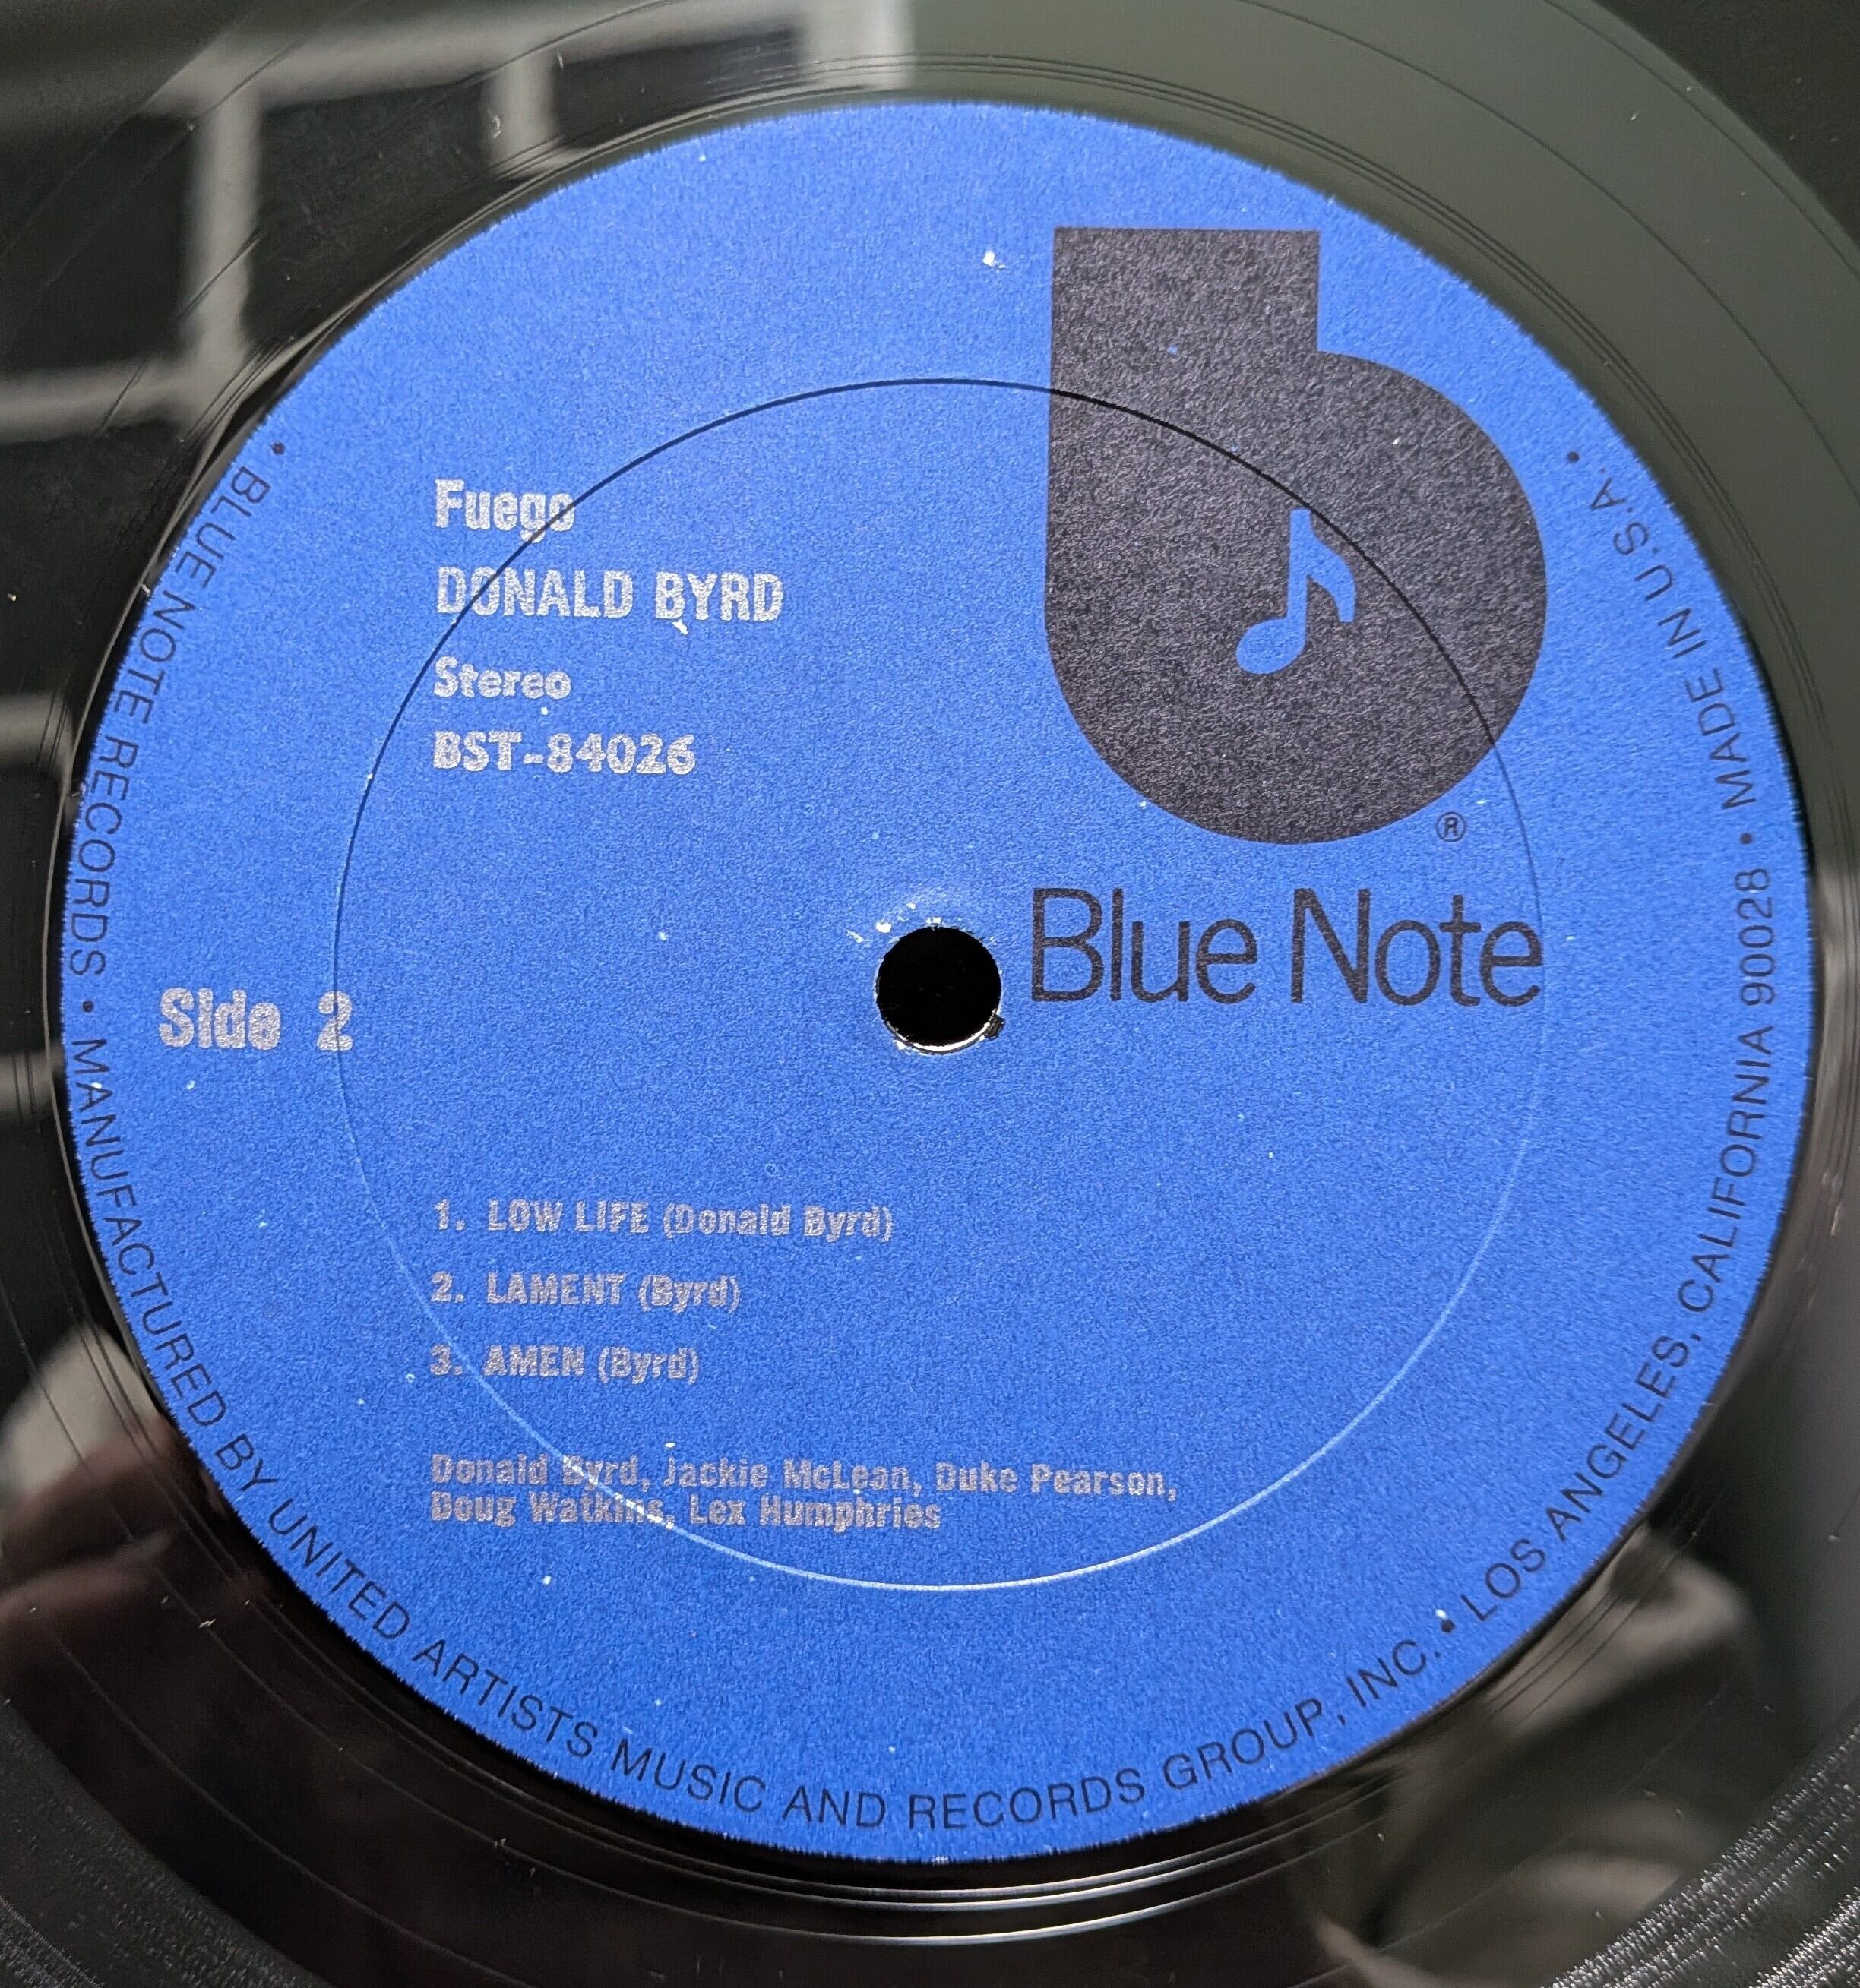 Fuego
DONALD BYRD
Stereo
BST-84026
®
Blue Note
Side 2
1. LOW LIFE (Donald Byrd)
2. LAMENT (Byrd)
3. AMEN (Byrd)
Donald Byrd, Jackie McLean, Duke Pearson,
Doug Watkins, Lex Humphries
• BLUE NOTE RECORDS • MANUFACTURED BY UNITED ARTISTS MUSIC AND RECORDS GROUP, INC. • LOS ANGELES, CALIFORNIA 90028 • MADE IN U.S.A. •